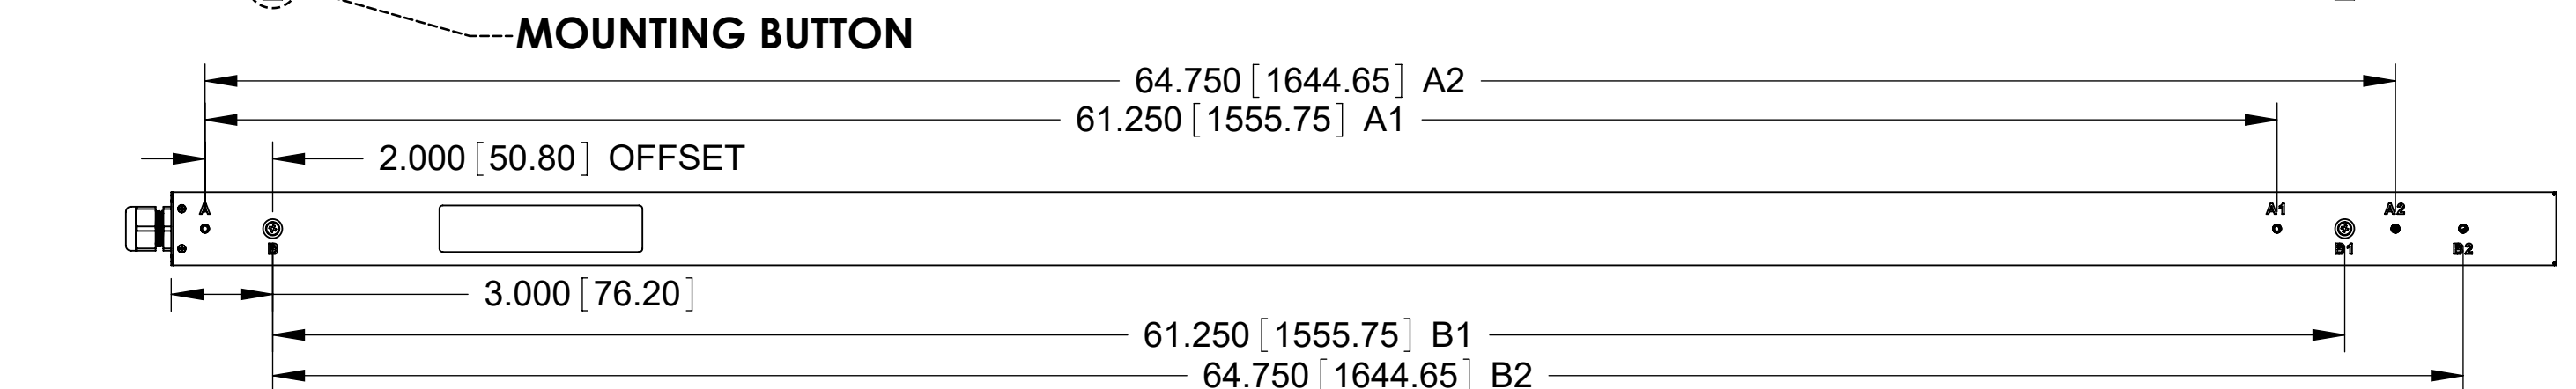 MOUNTING BUTTON
64.750 [1644.65] A2
61.250 [1555.75] A1
2.000 [50.80] OFFSET
A A1 A2
B B1 B2
3.000 [76.20]
61.250 [1555.75] B1
64.750 [1644.65] B2